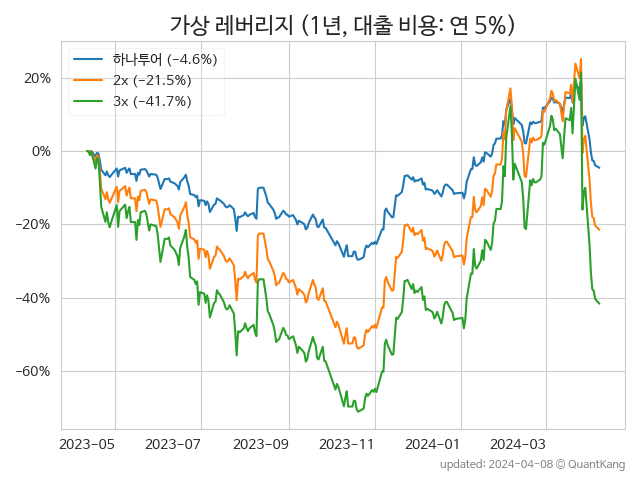 가상 레버리지 (1년, 대출 비용: 연 5%)
하나투어 (−4.6%)
2x (−21.5%)
3x (−41.7%)
20%
0%
−20%
−40%
−60%
2023-05 2023-07 2023-09 2023-11 2024-01 2024-03
updated: 2024-04-08 © QuantKang